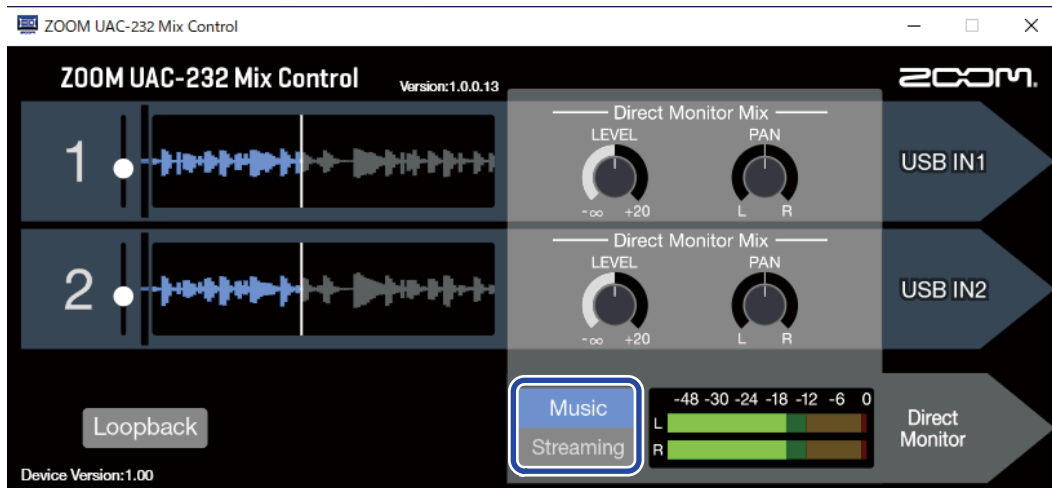 ZOOM UAC-232 Mix Control
ZOOM UAC-232 Mix Control Version:1.0.0.13 ZOOM
1
Direct Monitor Mix
LEVEL PAN
-∞ +20 L R
USB IN1
2
Direct Monitor Mix
LEVEL PAN
-∞ +20 L R
USB IN2
Loopback
Music
Streaming
-48 -30 -24 -18 -12 -6 0
L
R
Direct
Monitor
Device Version:1.00